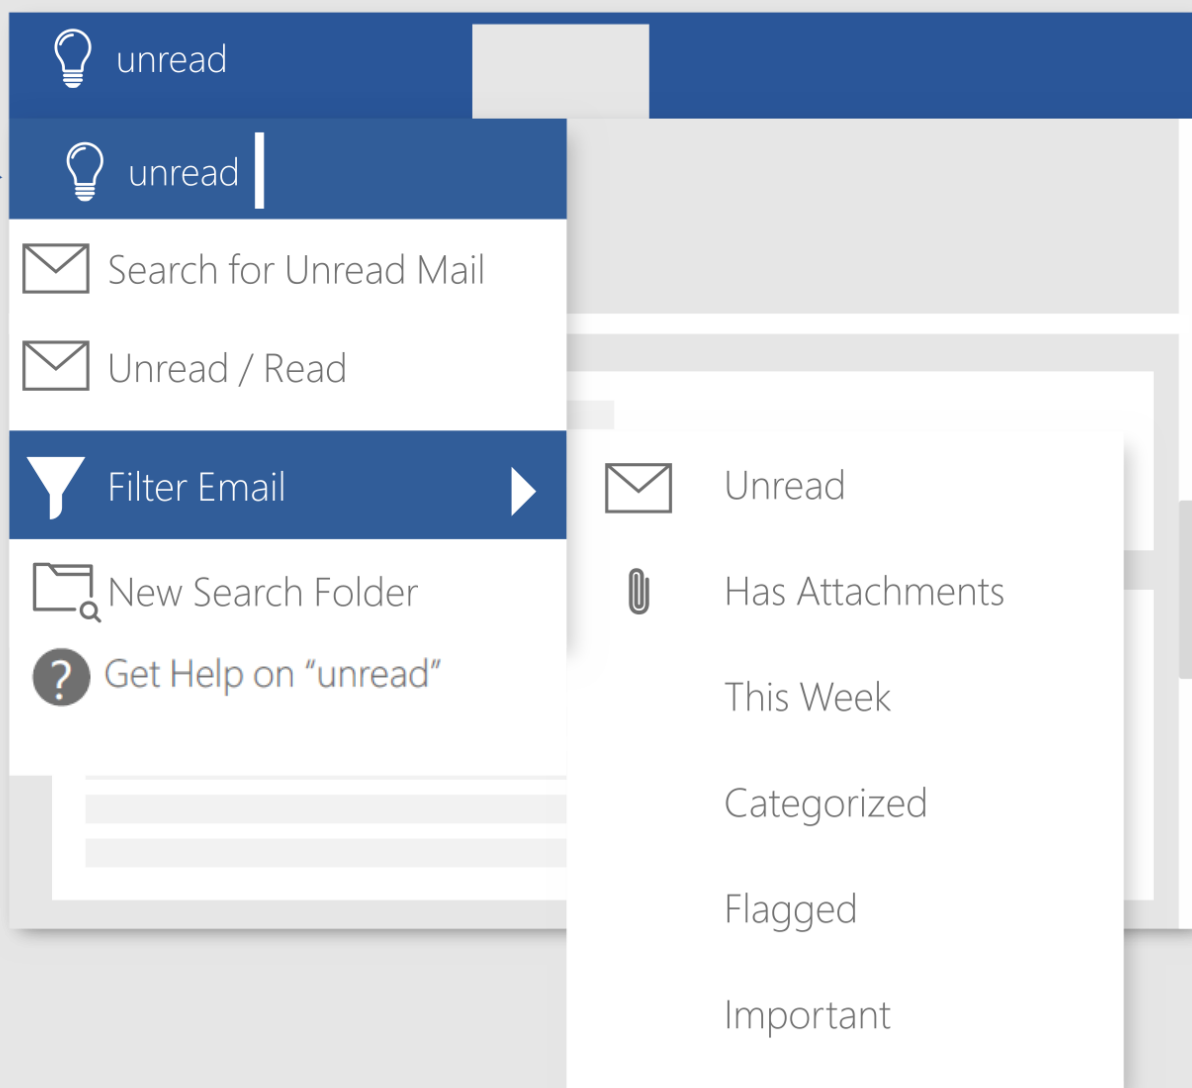 unread
unread
Search for Unread Mail
Unread / Read
Filter Email
New Search Folder
?
Get Help on “unread”
Unread
Has Attachments
This Week
Categorized
Flagged
Important